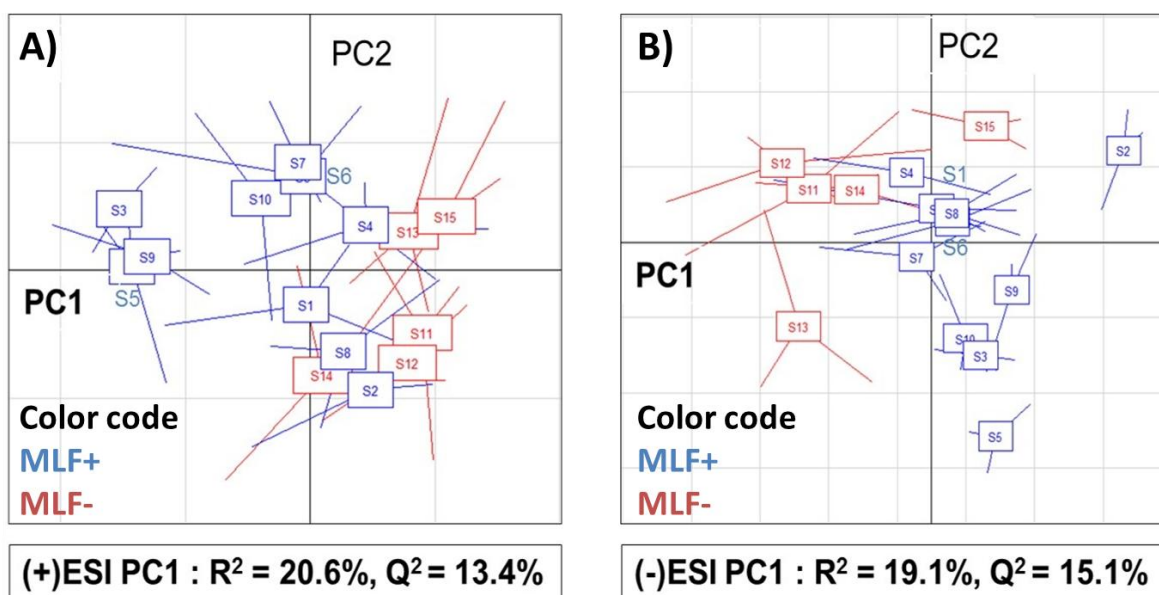 A)
PC2
S7
S6
S10
S3
S4
S15
S13
S9
S5
PC1
S1
S11
S8
S12
S14
S2
Color code
MLF+
MLF-
(+)ESI PC1 : R² = 20.6%, Q² = 13.4%
B)
PC2
S15
S2
S12
S4
S1
S11
S14
S8
S6
S7
PC1
S9
S13
S10
S3
S5
Color code
MLF+
MLF-
(-)ESI PC1 : R² = 19.1%, Q² = 15.1%